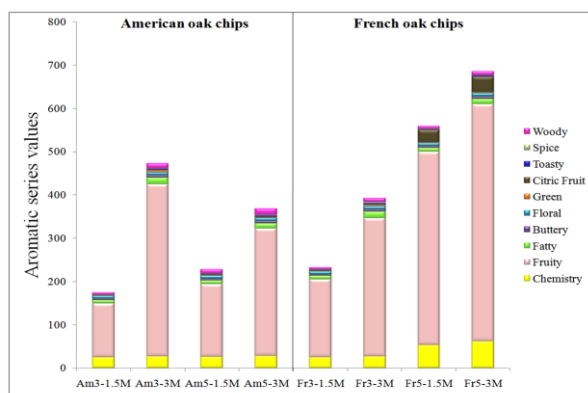 American oak chips
French oak chips
Aromatic series values
800
700
600
500
400
300
200
100
0
Am3-1.5M Am3-3M Am5-1.5M Am5-3M Fr3-1.5M Fr3-3M Fr5-1.5M Fr5-3M
Woody
Spice
Toasty
Citric Fruit
Green
Floral
Buttery
Fatty
Fruity
Chemistry